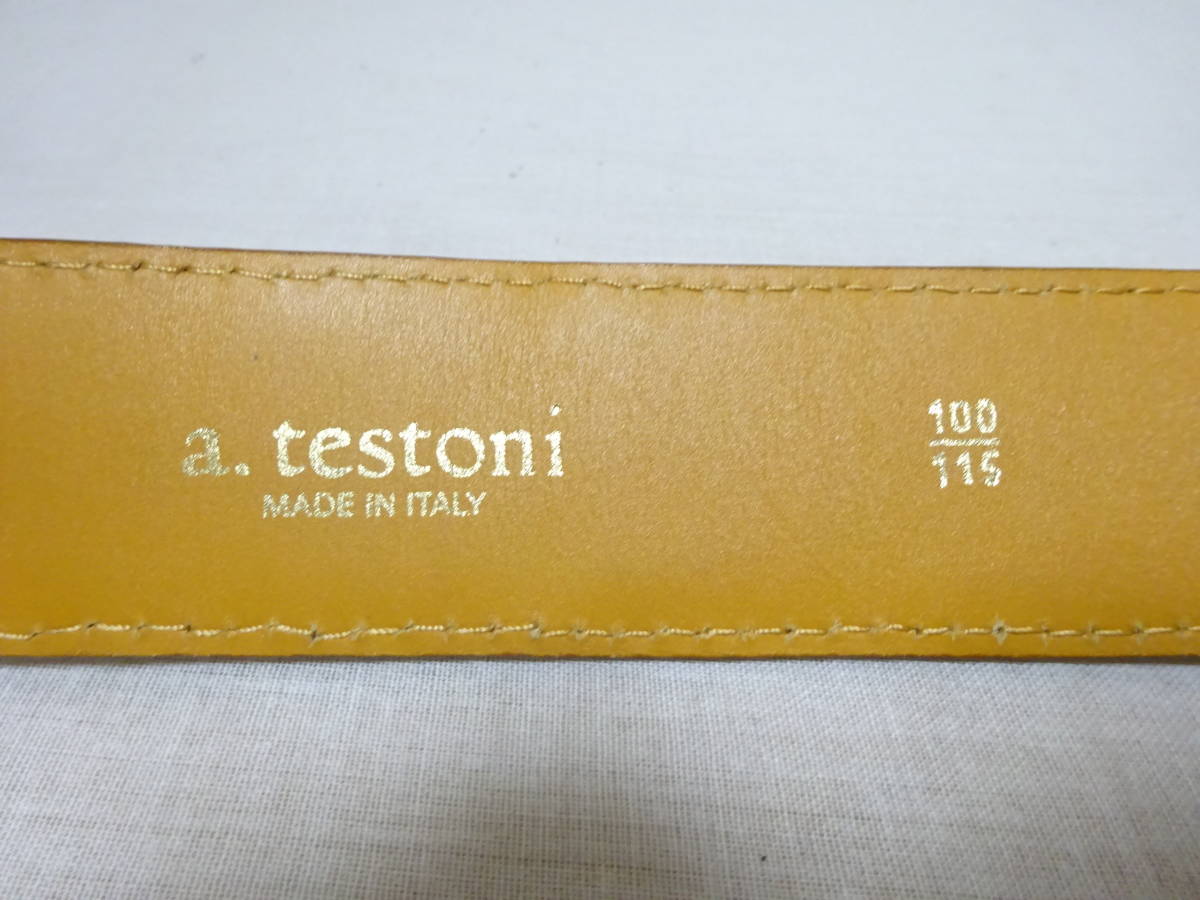 a. testoni
MADE IN ITALY
100
115